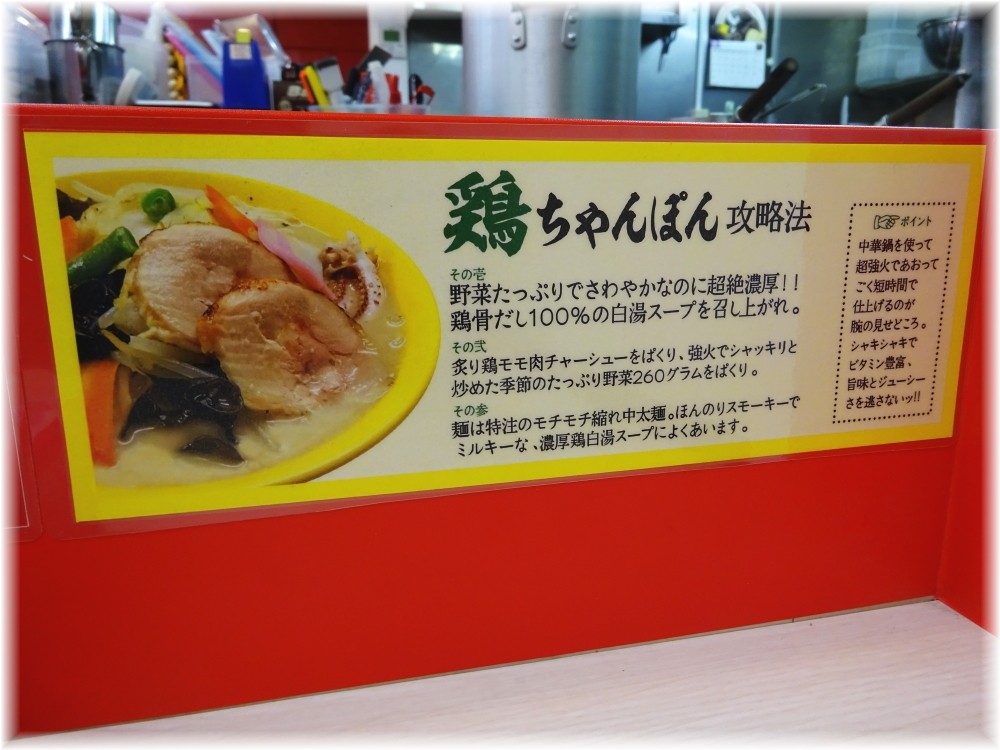 鶏ちゃんぽん攻略法
その壱
野菜たっぷりでさわやかなのに超絶濃厚!!
鶏骨だし100%の白湯スープを召し上がれ。
その弐
炙り鶏モモ肉チャーシューをぱくり、強火でシャッキリと
炒めた季節のたっぷり野菜260グラムをぱくり。
その参
麺は特注のモチモチ縮れ中太麺。ほんのりスモーキーで
ミルキーな、濃厚鶏白湯スープによくあいます。
ポイント
中華鍋を使って
超強火であおって
ごく短時間で
仕上げるのが
腕の見せどころ。
シャキシャキで
ビタミン豊富、
旨味とジューシー
さを逃さないッ!!